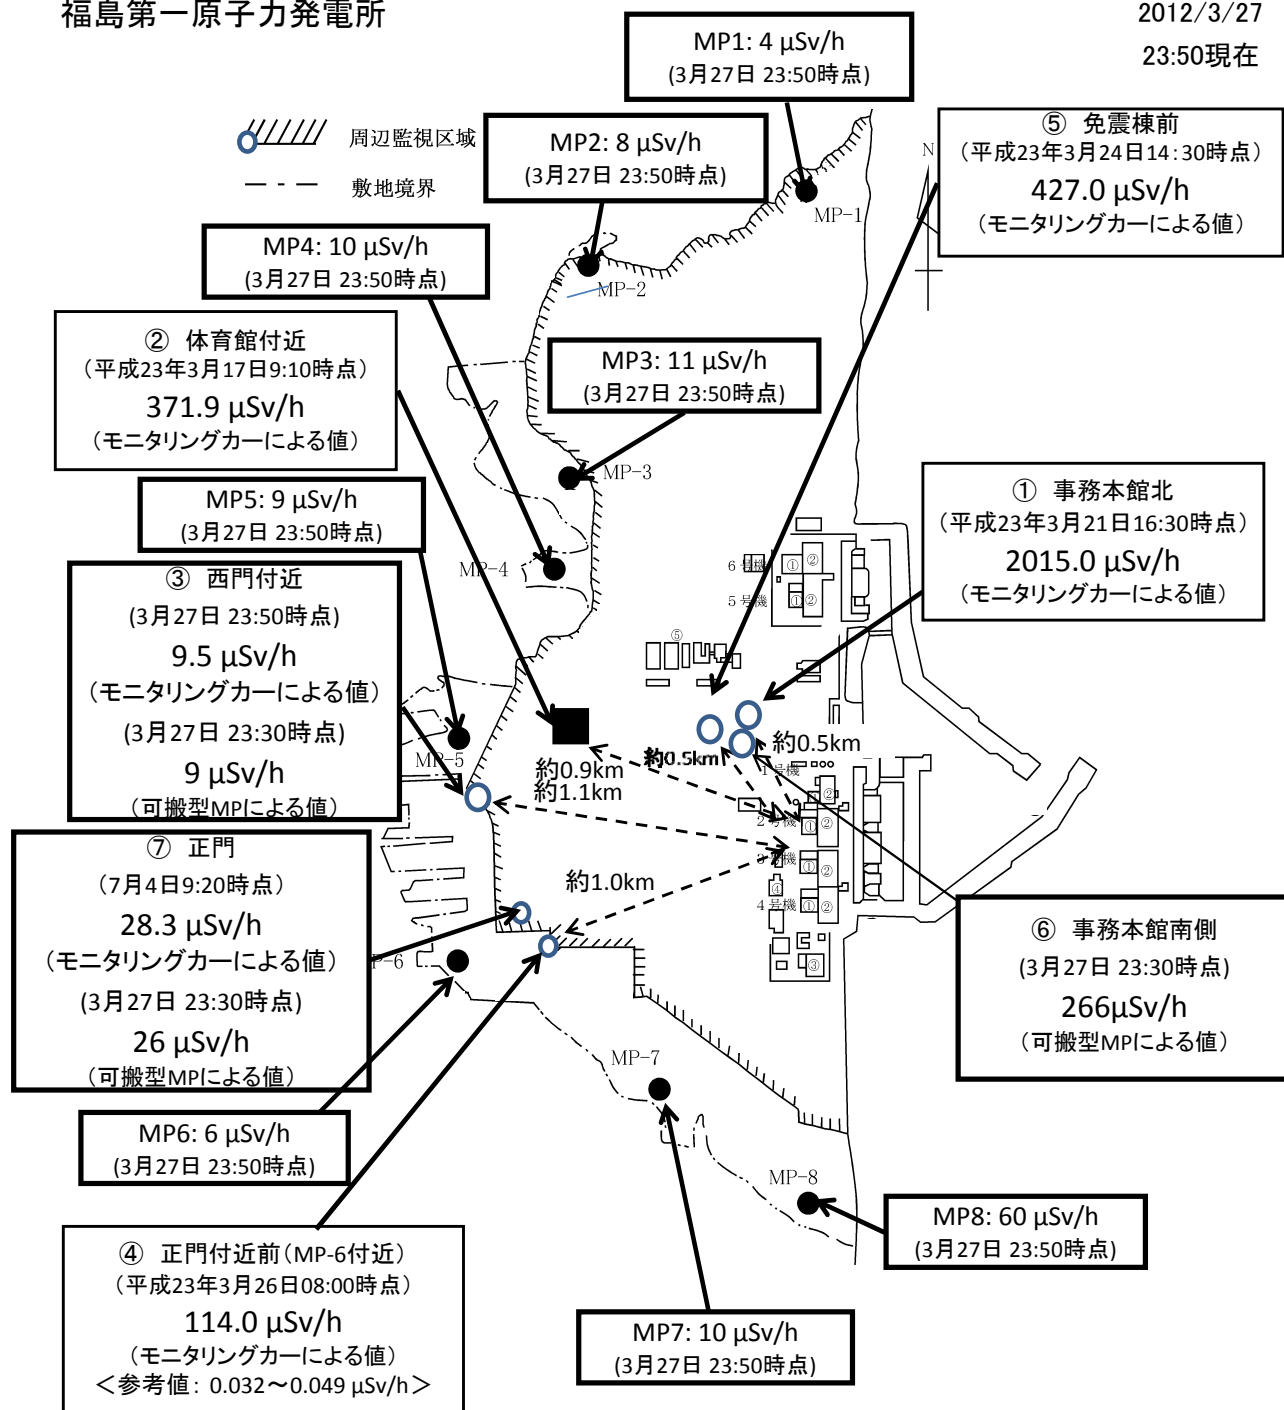 福島第一原子力発電所
2012/3/27
23:50現在
MP1: 4 μSv/h
(3月27日 23:50時点)
周辺監視区域
敷地境界
MP2: 8 μSv/h
(3月27日 23:50時点)
⑤ 免震棟前
（平成23年3月24日14:30時点）
427.0 μSv/h
（モニタリングカーによる値）
N
MP-1
MP4: 10 μSv/h
(3月27日 23:50時点)
MP-2
② 体育館付近
（平成23年3月17日9:10時点）
371.9 μSv/h
（モニタリングカーによる値）
MP3: 11 μSv/h
(3月27日 23:50時点)
MP-3
MP5: 9 μSv/h
(3月27日 23:50時点)
① 事務本館北
（平成23年3月21日16:30時点）
2015.0 μSv/h
（モニタリングカーによる値）
MP-4
6号機
①
②
5号機
①
②
③ 西門付近
(3月27日 23:50時点)
9.5 μSv/h
（モニタリングカーによる値）
(3月27日 23:30時点)
9 μSv/h
（可搬型MPによる値）
⑤
MP-5
約0.9km
約1.1km
約0.5km
約0.5km
1号機
①
②
2号機
①
②
3号機
①
②
④
4号機
①
②
③
約1.0km
⑦ 正門
(7月4日9:20時点)
28.3 μSv/h
（モニタリングカーによる値）
(3月27日 23:30時点)
26 μSv/h
（可搬型MPによる値）
P-6
⑥ 事務本館南側
(3月27日 23:30時点)
266μSv/h
（可搬型MPによる値）
MP-7
MP6: 6 μSv/h
(3月27日 23:50時点)
MP-8
MP8: 60 μSv/h
(3月27日 23:50時点)
④ 正門付近前（MP-6付近）
（平成23年3月26日08:00時点）
114.0 μSv/h
（モニタリングカーによる値）
＜参考値： 0.032～0.049 μSv/h＞
MP7: 10 μSv/h
(3月27日 23:50時点)